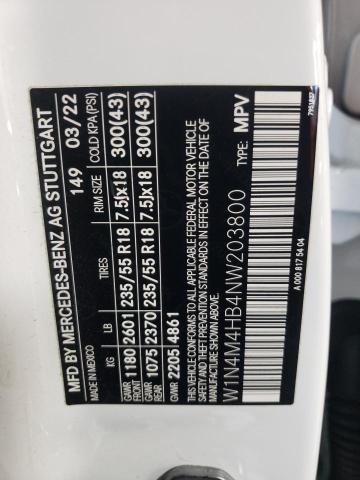 MFD BY MERCEDES-BENZ AG STUTTGART
MADE IN MEXICO 149 03/22
KG LB TIRES RIM SIZE COLD KPA(PSI)
GAWR FRONT 1180 2601 235/55 R18 7.5Jx18 300(43)
GAWR REAR 1075 2370 235/55 R18 7.5Jx18 300(43)
GVWR 2205 4861
THIS VEHICLE CONFORMS TO ALL APPLICABLE FEDERAL MOTOR VEHICLE
SAFETY, BUMPER, AND THEFT PREVENTION STANDARDS IN EFFECT ON THE DATE OF
MANUFACTURE SHOWN ABOVE.
W1N4M4HB4NW203800 TYPE: MPV
A 000 817 54 04